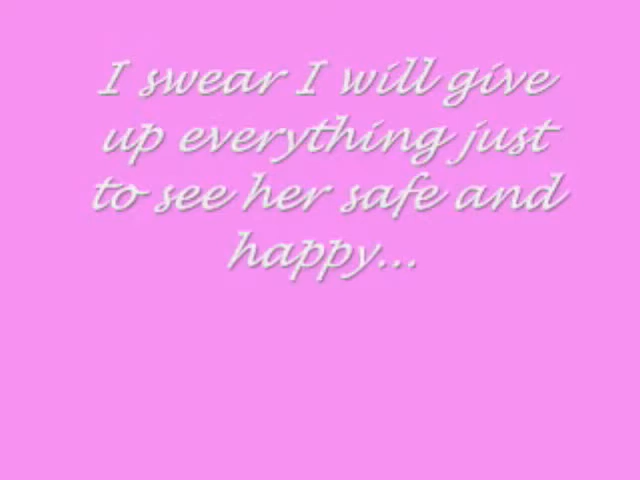 I swear I will give
up everything just
to see her safe and
happy...